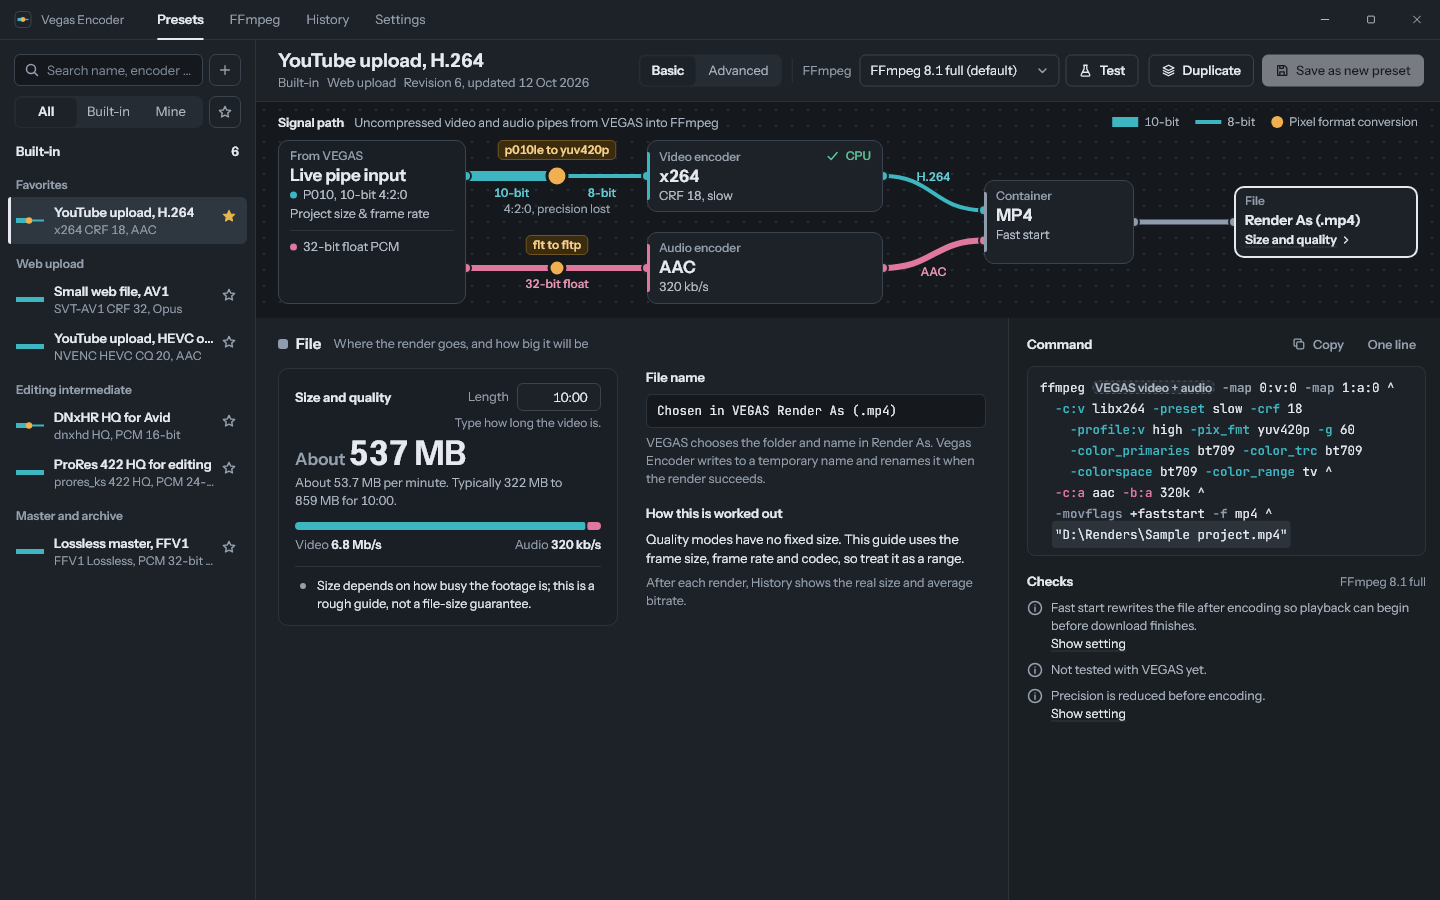 Vegas Encoder
Presets
FFmpeg
History
Settings
Search name, encoder ...
All
Built-in
Mine
Built-in
6
Favorites
YouTube upload, H.264
x264 CRF 18, AAC
Web upload
Small web file, AV1
SVT-AV1 CRF 32, Opus
YouTube upload, HEVC o...
NVENC HEVC CQ 20, AAC
Editing intermediate
DNxHR HQ for Avid
dnxhd HQ, PCM 16-bit
ProRes 422 HQ for editing
prores_ks 422 HQ, PCM 24-...
Master and archive
Lossless master, FFV1
FFV1 Lossless, PCM 32-bit ...
YouTube upload, H.264
Built-in Web upload Revision 6, updated 12 Oct 2026
Basic
Advanced
FFmpeg
FFmpeg 8.1 full (default)
Test
Duplicate
Save as new preset
Signal path Uncompressed video and audio pipes from VEGAS into FFmpeg
10-bit
8-bit
Pixel format conversion
From VEGAS
Live pipe input
P010, 10-bit 4:2:0
Project size & frame rate
32-bit float PCM
p010le to yuv420p
10-bit
8-bit
4:2:0, precision lost
flt to fltp
32-bit float
Video encoder
CPU
x264
CRF 18, slow
Audio encoder
AAC
320 kb/s
H.264
AAC
Container
MP4
Fast start
File
Render As (.mp4)
Size and quality
File Where the render goes, and how big it will be
Size and quality
Length
10:00
Type how long the video is.
About 537 MB
About 53.7 MB per minute. Typically 322 MB to
859 MB for 10:00.
Video 6.8 Mb/s
Audio 320 kb/s
Size depends on how busy the footage is; this is a
rough guide, not a file-size guarantee.
File name
Chosen in VEGAS Render As (.mp4)
VEGAS chooses the folder and name in Render As. Vegas
Encoder writes to a temporary name and renames it when
the render succeeds.
How this is worked out
Quality modes have no fixed size. This guide uses the
frame size, frame rate and codec, so treat it as a range.
After each render, History shows the real size and average
bitrate.
Command
Copy
One line
ffmpeg VEGAS video + audio -map 0:v:0 -map 1:a:0 ^
-c:v libx264 -preset slow -crf 18
-profile:v high -pix_fmt yuv420p -g 60
-color_primaries bt709 -color_trc bt709
-colorspace bt709 -color_range tv ^
-c:a aac -b:a 320k ^
-movflags +faststart -f mp4 ^
"D:\Renders\Sample project.mp4"
Checks
FFmpeg 8.1 full
Fast start rewrites the file after encoding so playback can begin
before download finishes.
Show setting
Not tested with VEGAS yet.
Precision is reduced before encoding.
Show setting